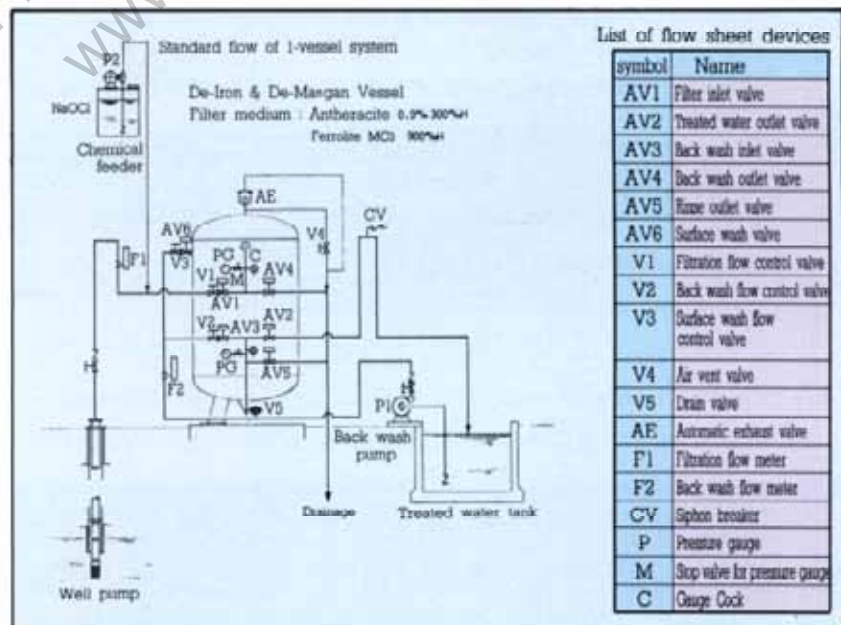 www
Standard flow of 1-vessel system
P2
De-Iron & De-Mangan Vessel
NaOCl
Filter medium : Antheracite
Ferrolite MC3
Chemical
feeder
AE
CV
AV6
V4
F1
V3
PG
C
V1
M
AV4
AV1
V2
AV3
AV2
H
PG
AV5
F2
V5
P1
Back wash
pump
Drainage
Treated water tank
Well pump
List of flow sheet devices
symbol Name
AV1 Filter inlet valve
AV2 Treated water outlet valve
AV3 Back wash inlet valve
AV4 Back wash outlet valve
AV5 Rinse outlet valve
AV6 Surface wash valve
V1 Filtration flow control valve
V2 Back wash flow control valve
V3 Surface wash flow
control valve
V4 Air vent valve
V5 Drain valve
AE Automatic exhaust valve
F1 Filtration flow meter
F2 Back wash flow meter
CV Siphon breaker
P Pressure gauge
M Stop valve for pressure gauge
C Gauge Cock